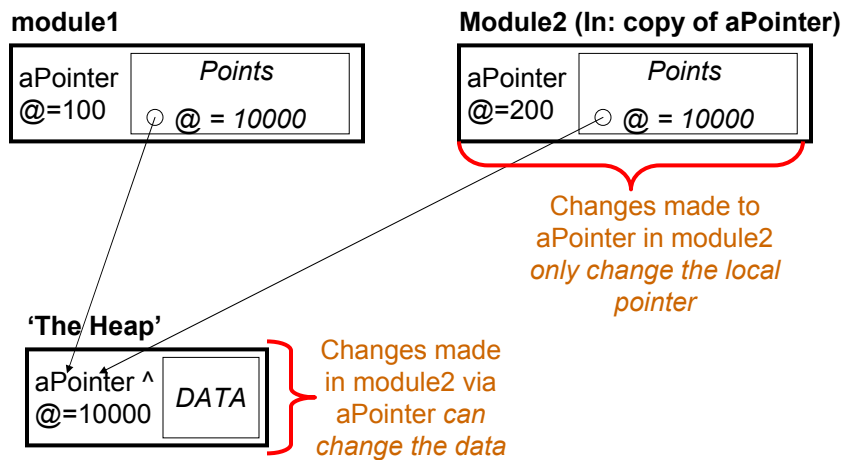 module1
aPointer
@=100
Points
@ = 10000
Module2 (In: copy of aPointer)
aPointer
@=200
Points
@ = 10000
Changes made to
aPointer in module2
only change the local
pointer
'The Heap'
aPointer ^
@=10000
DATA
Changes made
in module2 via
aPointer can
change the data